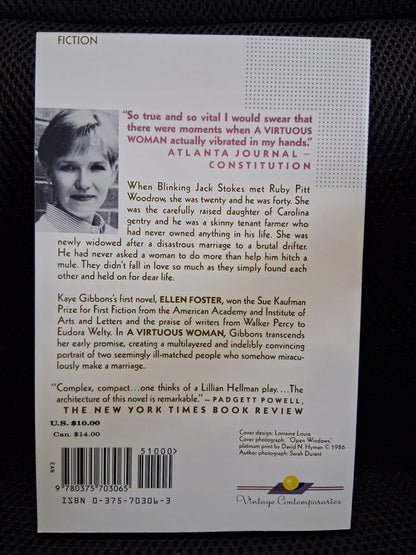 FICTION
"So true and so vital I would swear that
there were moments when A VIRTUOUS
WOMAN actually vibrated in my hands."
ATLANTA JOURNAL –
CONSTITUTION
When Blinking Jack Stokes met Ruby Pitt
Woodrow, she was twenty and he was forty. She
was the carefully raised daughter of Carolina
gentry and he was a skinny tenant farmer who
had never owned anything in his life. She was
newly widowed after a disastrous marriage to a brutal drifter.
He had never asked a woman to do more than help him hitch a
mule. They didn't fall in love so much as they simply found each
other and held on for dear life.
Kaye Gibbons's first novel, ELLEN FOSTER, won the Sue Kaufman
Prize for First Fiction from the American Academy and Institute of
Arts and Letters and the praise of writers from Walker Percy to
Eudora Welty. In A VIRTUOUS WOMAN, Gibbons transcends
her early promise, creating a multilayered and indelibly convincing
portrait of two seemingly ill-matched people who somehow miracu-
lously make a marriage.
"Complex, compact...one thinks of a Lillian Hellman play....The
architecture of this novel is remarkable." – PADGETT POWELL,
THE NEW YORK TIMES BOOK REVIEW
U.S. $10.00
Can. $14.00
51000>
EAN
9 780375 703065
ISBN 0-375-70306-3
Cover design: Lorraine Louie
Cover photograph: "Open Windows,"
platinum print by David N. Hyman © 1986
Author photograph: Sarah Durant
Vintage Contemporaries